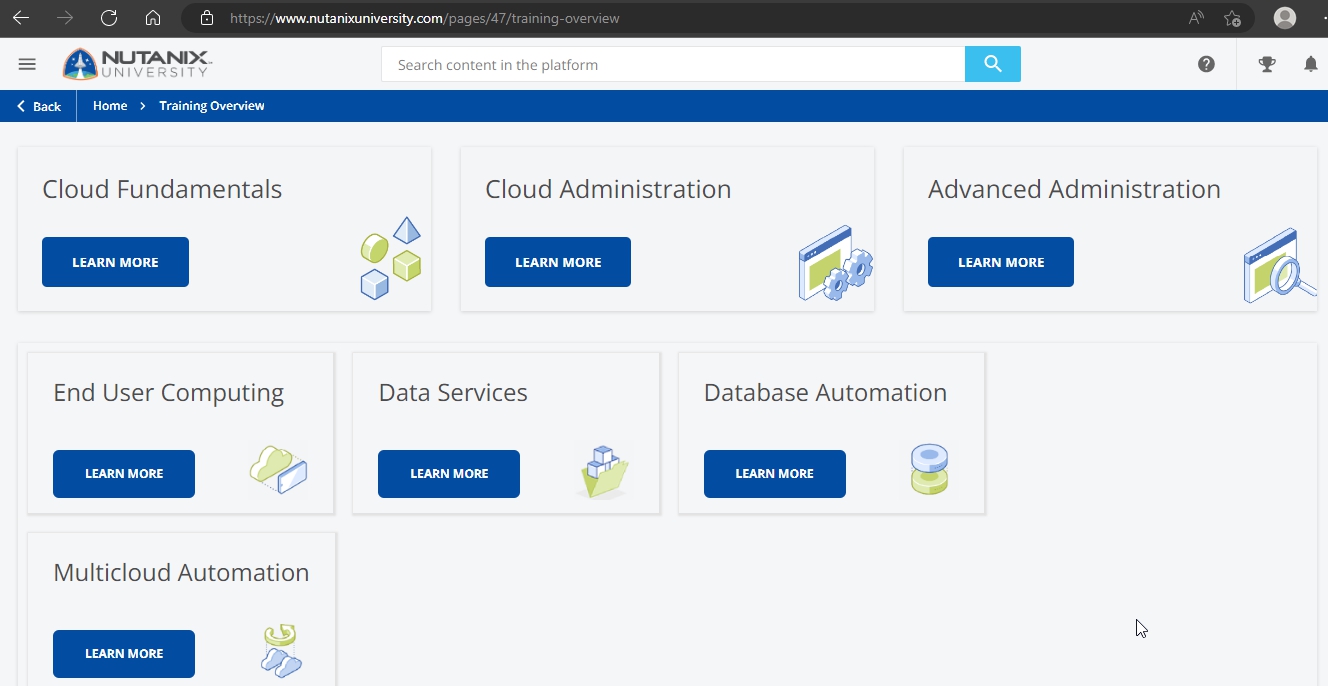 https://www.nutanixuniversity.com/pages/47/training-overview
NUTANIX
UNIVERSITY
Search content in the platform
Back
Home > Training Overview
Cloud Fundamentals
LEARN MORE
Cloud Administration
LEARN MORE
Advanced Administration
LEARN MORE
End User Computing
LEARN MORE
Data Services
LEARN MORE
Database Automation
LEARN MORE
Multicloud Automation
LEARN MORE